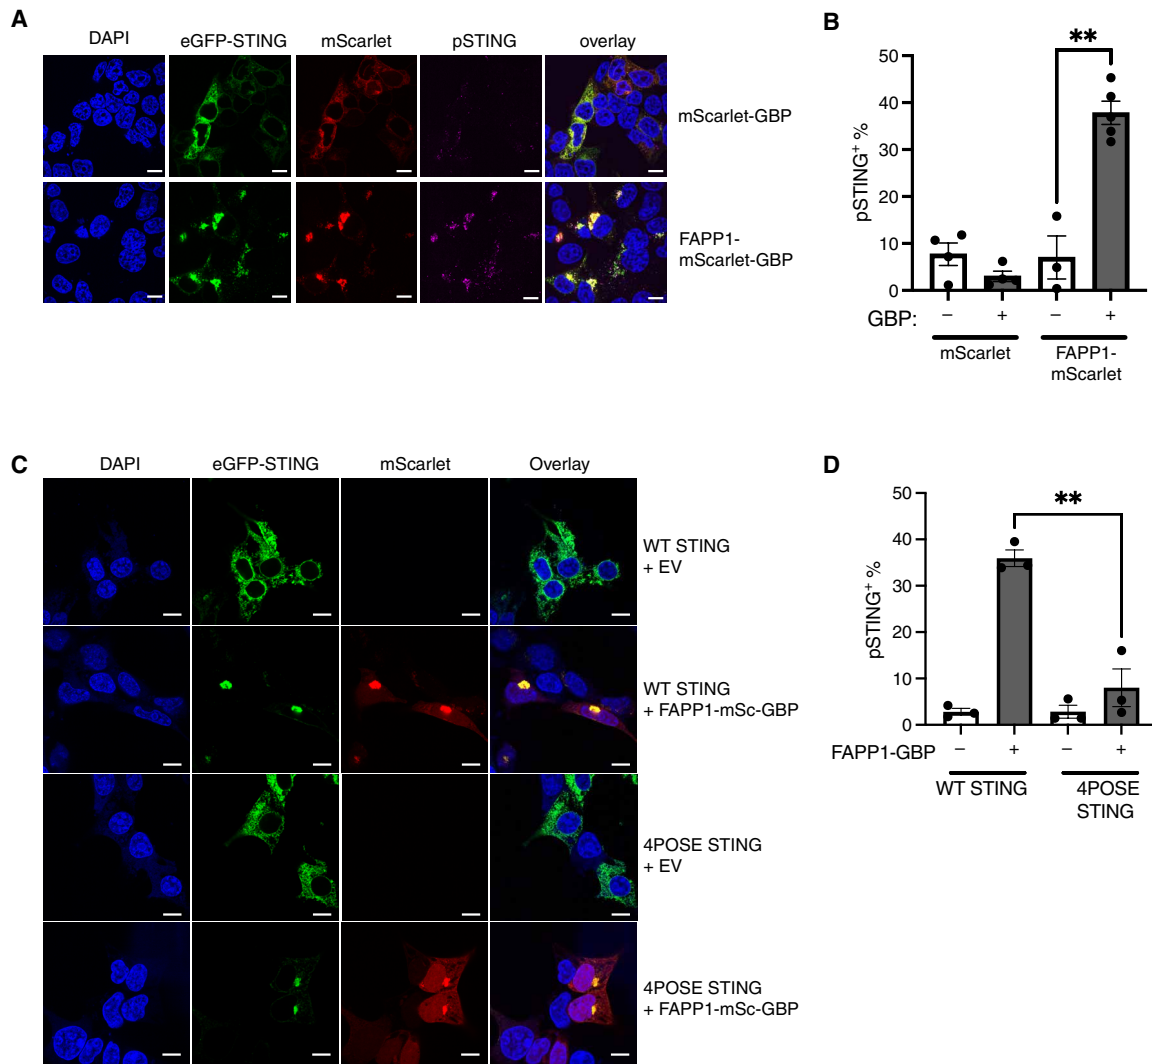 A
DAPI
eGFP-STING
mScarlet
pSTING
overlay
mScarlet-GBP
FAPP1-
mScarlet-GBP
B
**
50
40
30
20
10
0
pSTING+ %
GBP:
–
+
–
+
mScarlet
FAPP1-
mScarlet
C
DAPI
eGFP-STING
mScarlet
Overlay
WT STING
+ EV
WT STING
+ FAPP1-mSc-GBP
4POSE STING
+ EV
4POSE STING
+ FAPP1-mSc-GBP
D
**
50
40
30
20
10
0
pSTING+ %
FAPP1-GBP
–
+
–
+
WT STING
4POSE
STING